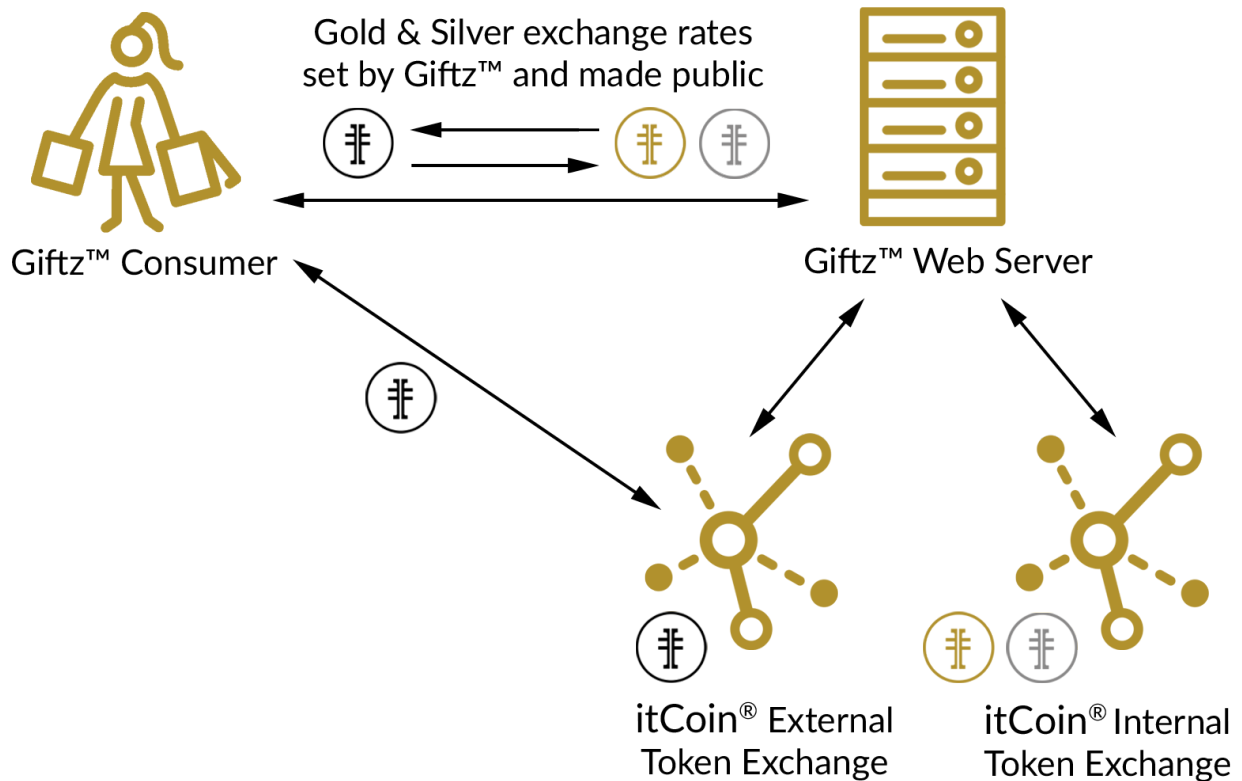 Gold & Silver exchange rates
set by Giftz™ and made public
Giftz™ Consumer
Giftz™ Web Server
itCoin® External
Token Exchange
itCoin® Internal
Token Exchange